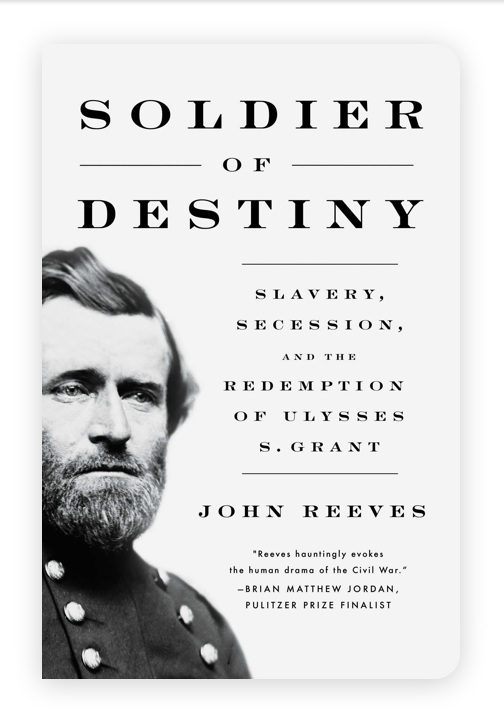 SOLDIER
OF
DESTINY
SLAVERY,
SECESSION,
AND THE
REDEMPTION
OF ULYSSES
S. GRANT
JOHN REEVES
"Reeves hauntingly evokes
the human drama of the Civil War.”
—BRIAN MATTHEW JORDAN,
PULITZER PRIZE FINALIST